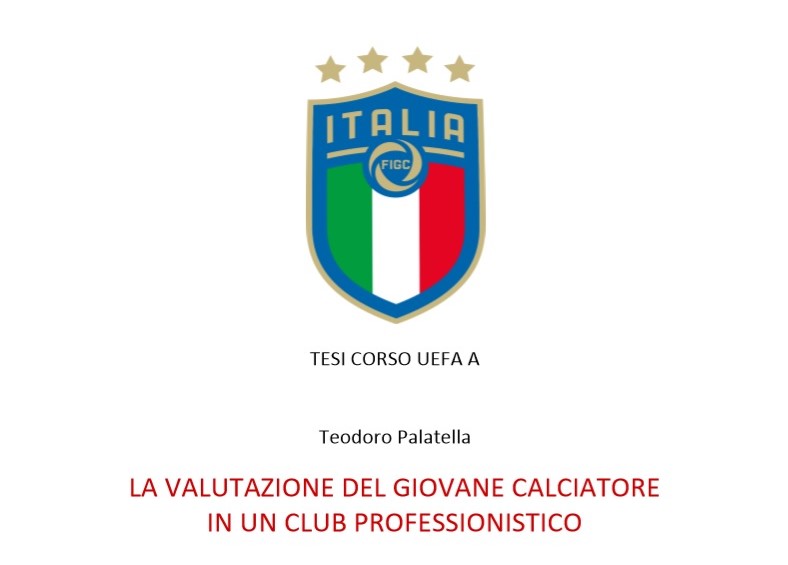 ITALIA
FIGC
TESI CORSO UEFA A
Teodoro Palatella
LA VALUTAZIONE DEL GIOVANE CALCIATORE
IN UN CLUB PROFESSIONISTICO